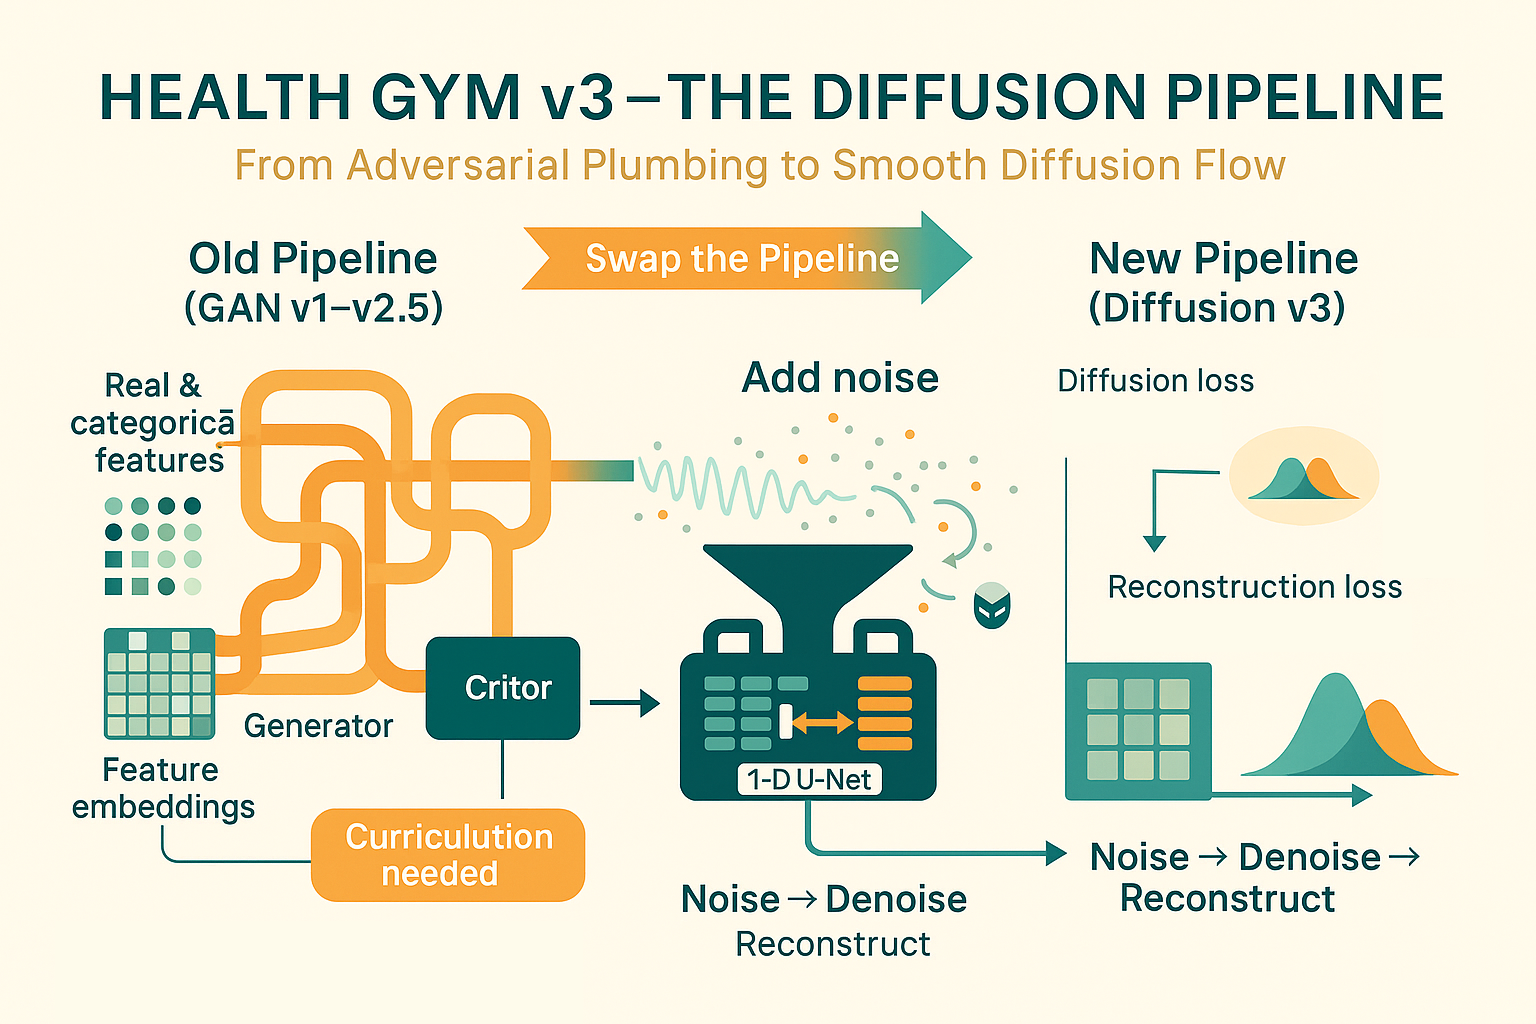 HEALTH GYM v3 – THE DIFFUSION PIPELINE
From Adversarial Plumbing to Smooth Diffusion Flow
Old Pipeline
(GAN v1–v2.5)
Swap the Pipeline
New Pipeline
(Diffusion v3)
Real &
categoricā
features
Feature
embeddings
Generator
Critor
Curriculution
needed
Add noise
1-D U-Net
Noise → Denoise
Reconstruct
Diffusion loss
Reconstruction loss
Noise → Denoise →
Reconstruct